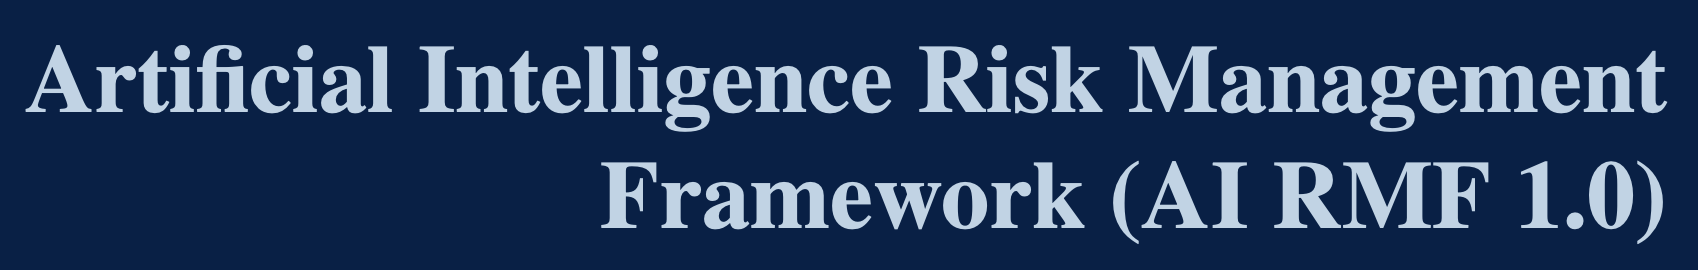 Artificial Intelligence Risk Management
Framework (AI RMF 1.0)